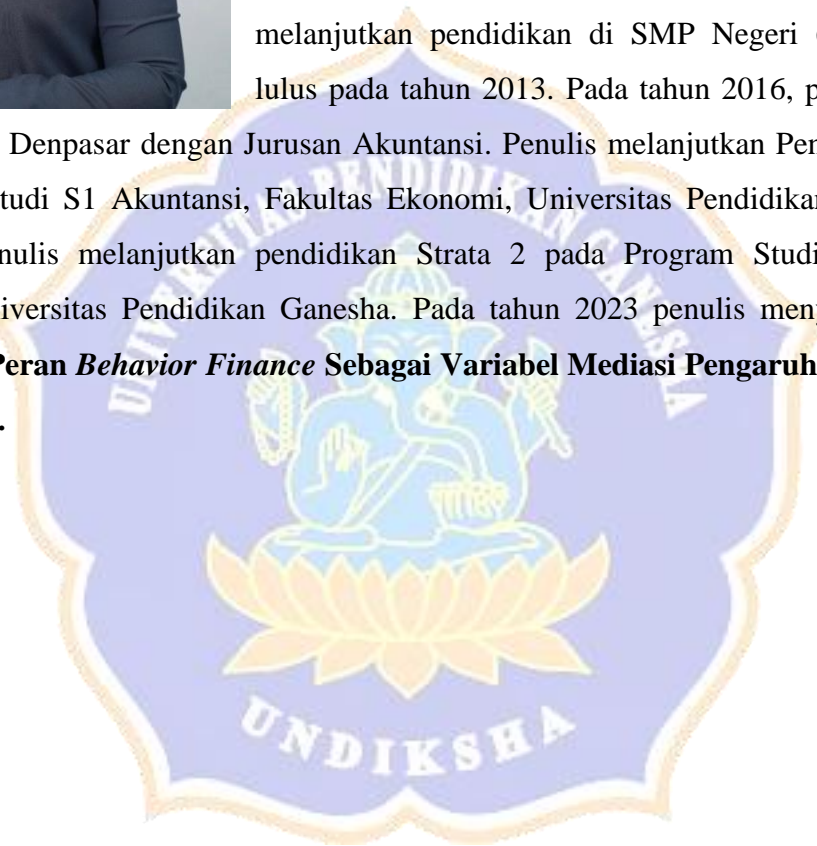 melanjutkan pendidikan di SMP Negeri
lulus pada tahun 2013. Pada tahun 2016,
Denpasar dengan Jurusan Akuntansi. Penulis melanjutkan
tudi S1 Akuntansi, Fakultas Ekonomi, Universitas Pendidikan
nulis melanjutkan pendidikan Strata 2 pada Program Studi
iversitas Pendidikan Ganesha. Pada tahun 2023 penulis
Peran Behavior Finance Sebagai Variabel Mediasi Pengaruh
.
UNIVERSITAS PENDIDIKAN GANESHA
UNDIKSHA